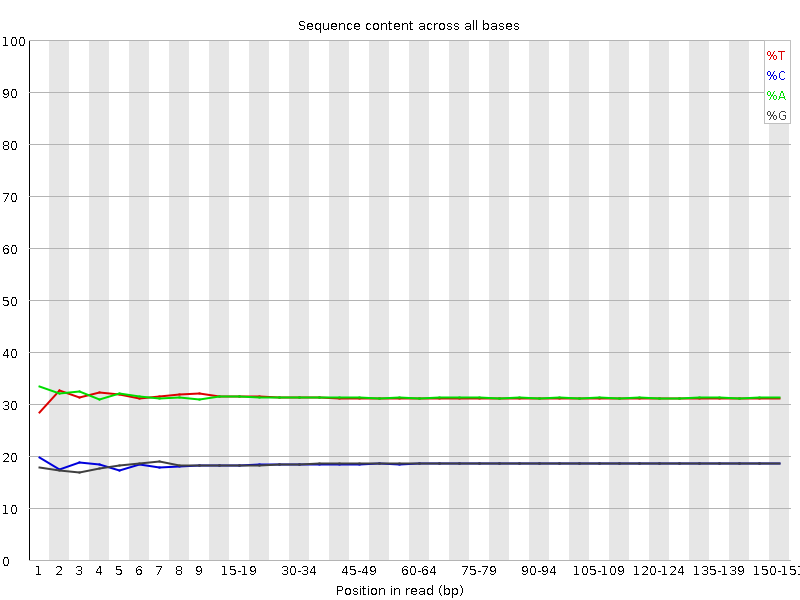 Sequence content across all bases
100
90
80
70
60
50
40
30
20
10
0
%T
%C
%A
%G
1 2 3 4 5 6 7 8 9 15-19 30-34 45-49 60-64 75-79 90-94 105-109 120-124 135-139 150-151
Position in read (bp)